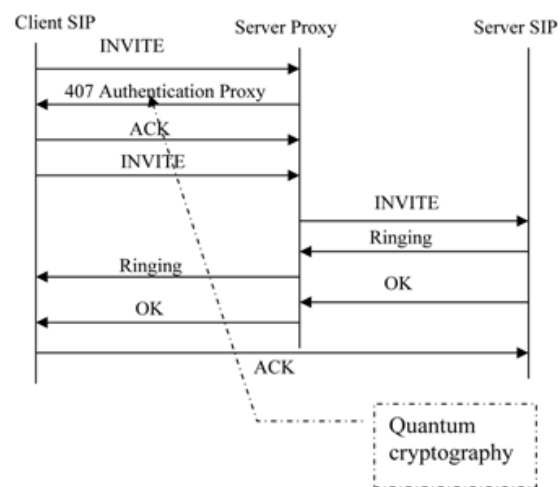 Client SIP
Server Proxy
Server SIP
INVITE
407 Authentication Proxy
ACK
INVITE
INVITE
Ringing
Ringing
OK
OK
ACK
Quantum
cryptography